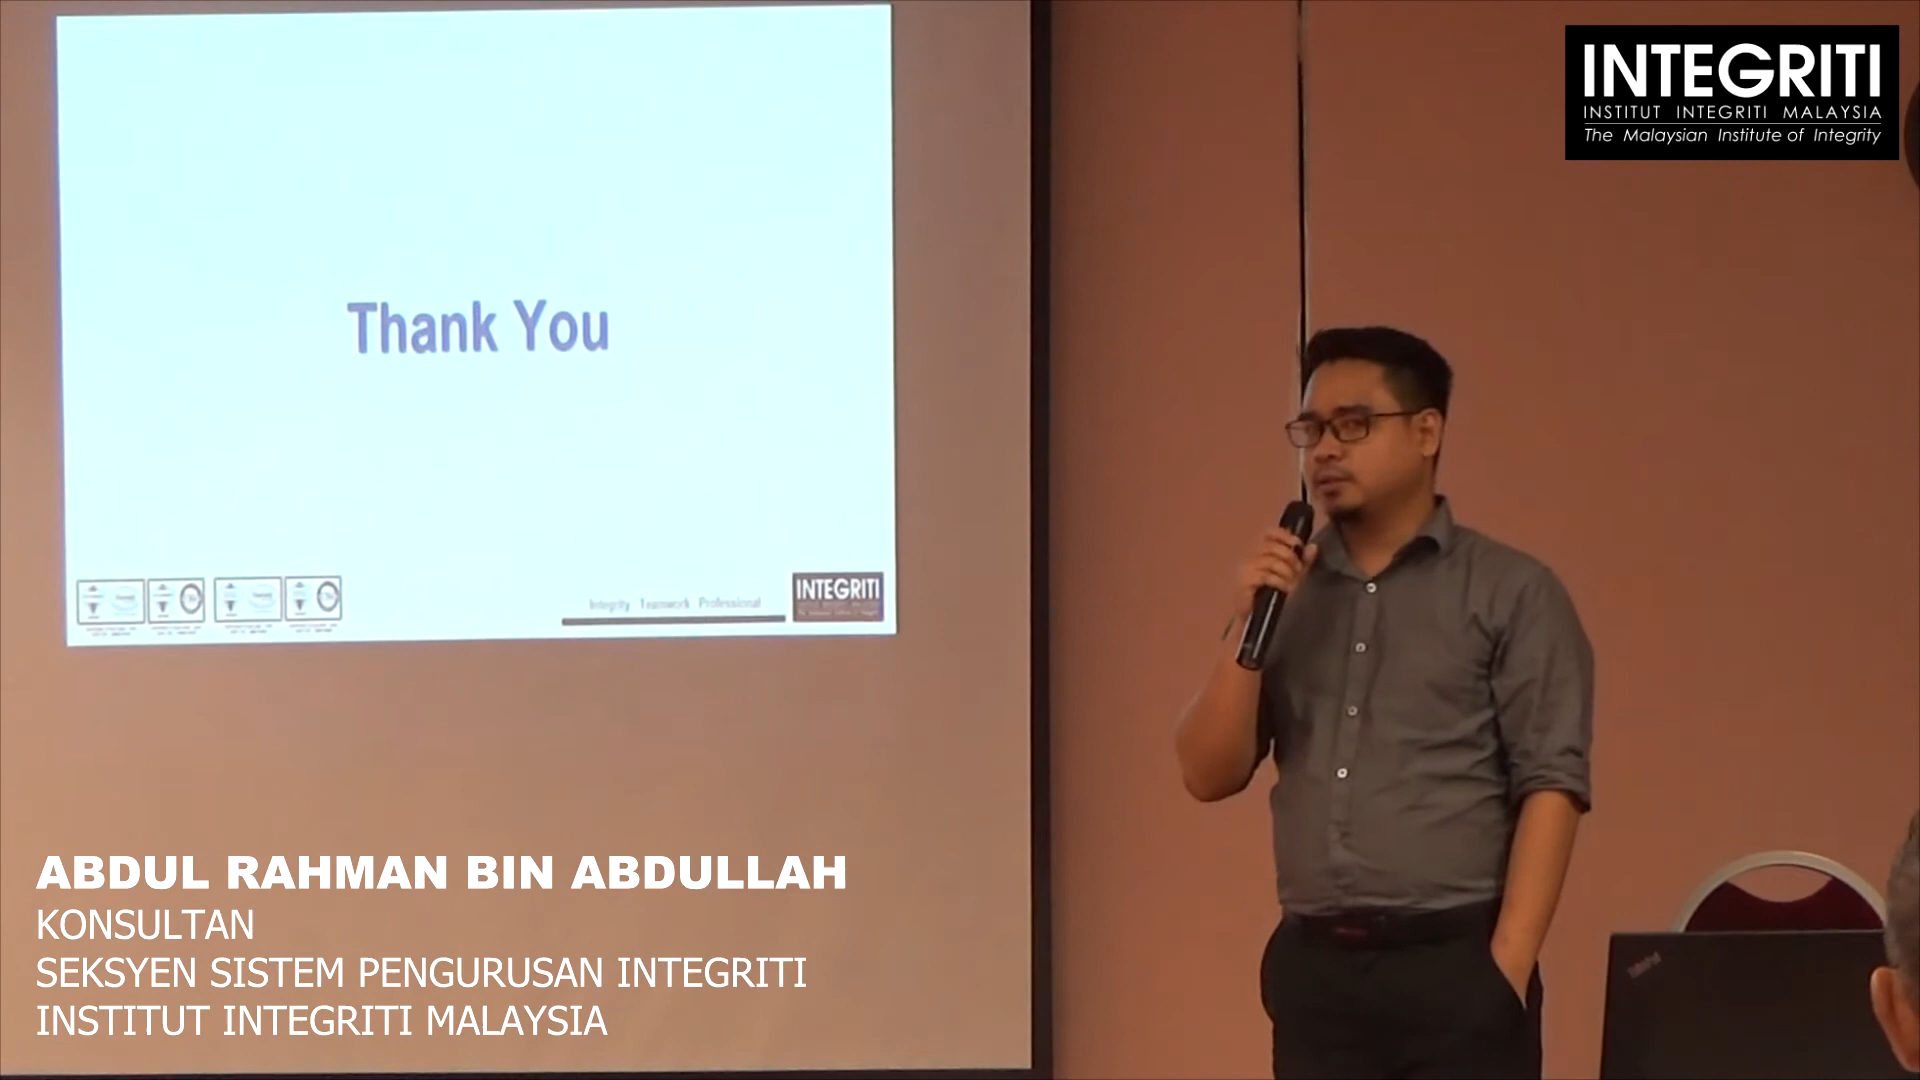 INTEGRITI
INSTITUT INTEGRITI MALAYSIA
The Malaysian Institute of Integrity
Thank You
Integrity Teamwork Professional
INTEGRITI
ThinkPad
ABDUL RAHMAN BIN ABDULLAH
KONSULTAN
SEKSYEN SISTEM PENGURUSAN INTEGRITI
INSTITUT INTEGRITI MALAYSIA